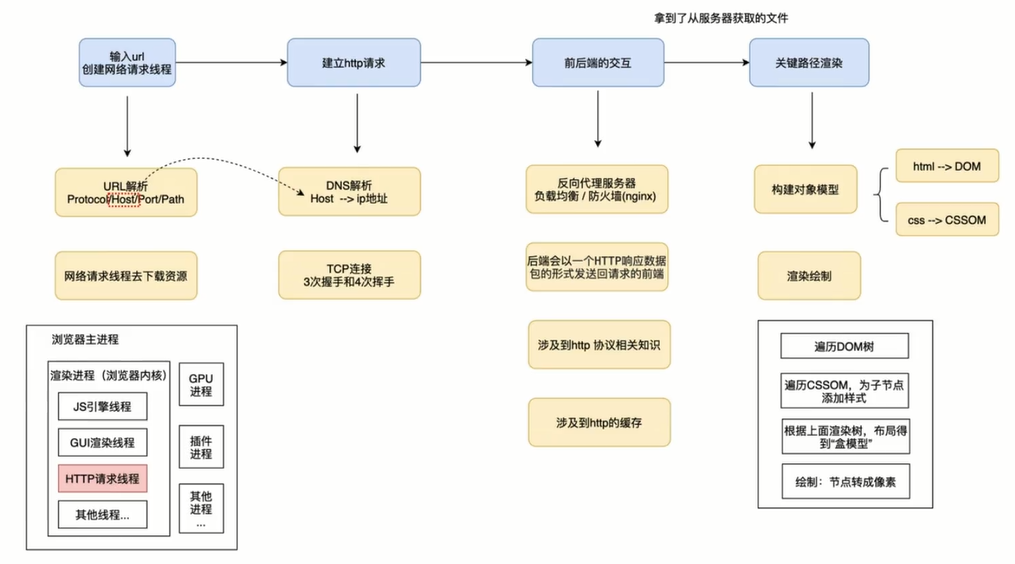 拿到了从服务器获取的文件
输入url
创建网络请求线程
建立http请求
前后端的交互
关键路径渲染
URL解析
Protocol/Host/Port/Path
DNS解析
Host --> ip地址
反向代理服务器
负载均衡 / 防火墙(nginx)
构建对象模型
html --> DOM
css --> CSSOM
网络请求线程去下载资源
TCP连接
3次握手和4次挥手
后端会以一个HTTP响应数据
包的形式发送回请求的前端
渲染绘制
涉及到http 协议相关知识
涉及到http的缓存
浏览器主进程
渲染进程（浏览器内核）
JS引擎线程
GUI渲染线程
HTTP请求线程
其他线程...
GPU
进程
插件
进程
其他
进程
...
遍历DOM树
遍历CSSOM，为子节点
添加样式
根据上面渲染树，布局得
到“盒模型”
绘制：节点转成像素